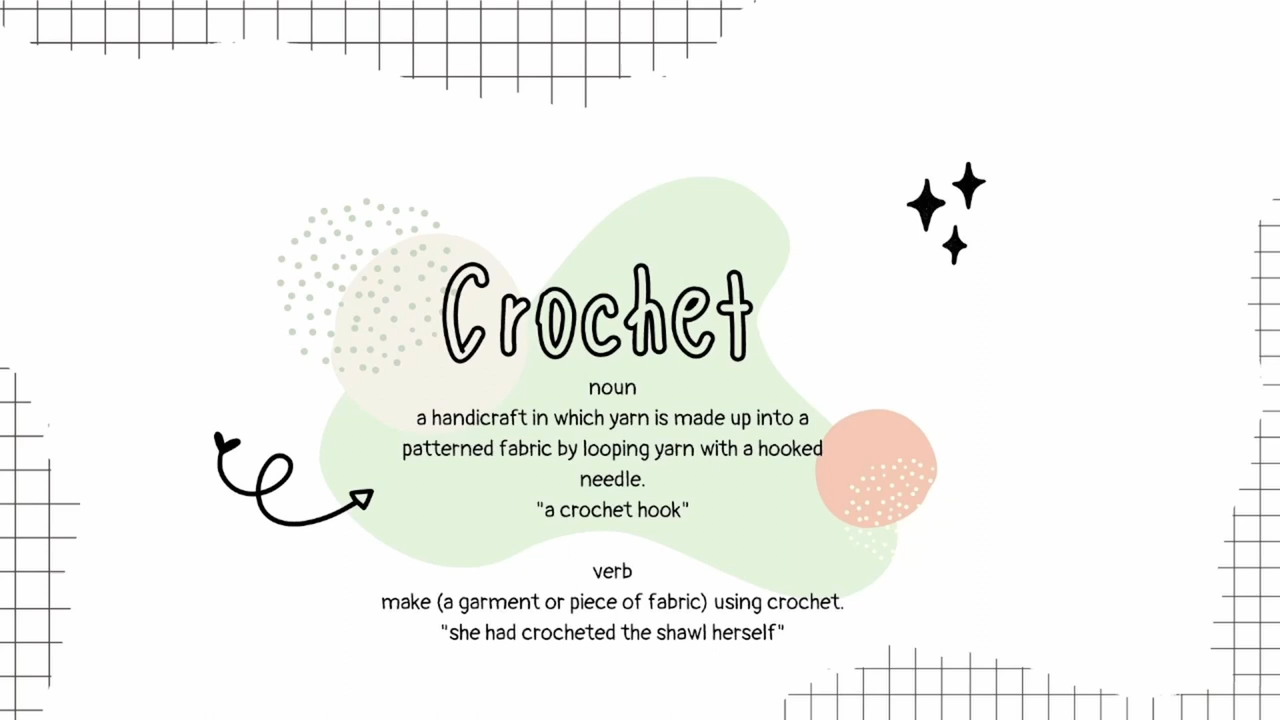 Crochet
noun
a handicraft in which yarn is made up into a
patterned fabric by looping yarn with a hooked
needle.
"a crochet hook"
verb
make (a garment or piece of fabric) using crochet.
"she had crocheted the shawl herself"